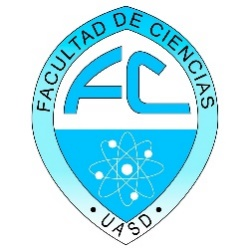 FACULTAD DE CIENCIAS
FC
· UASD ·